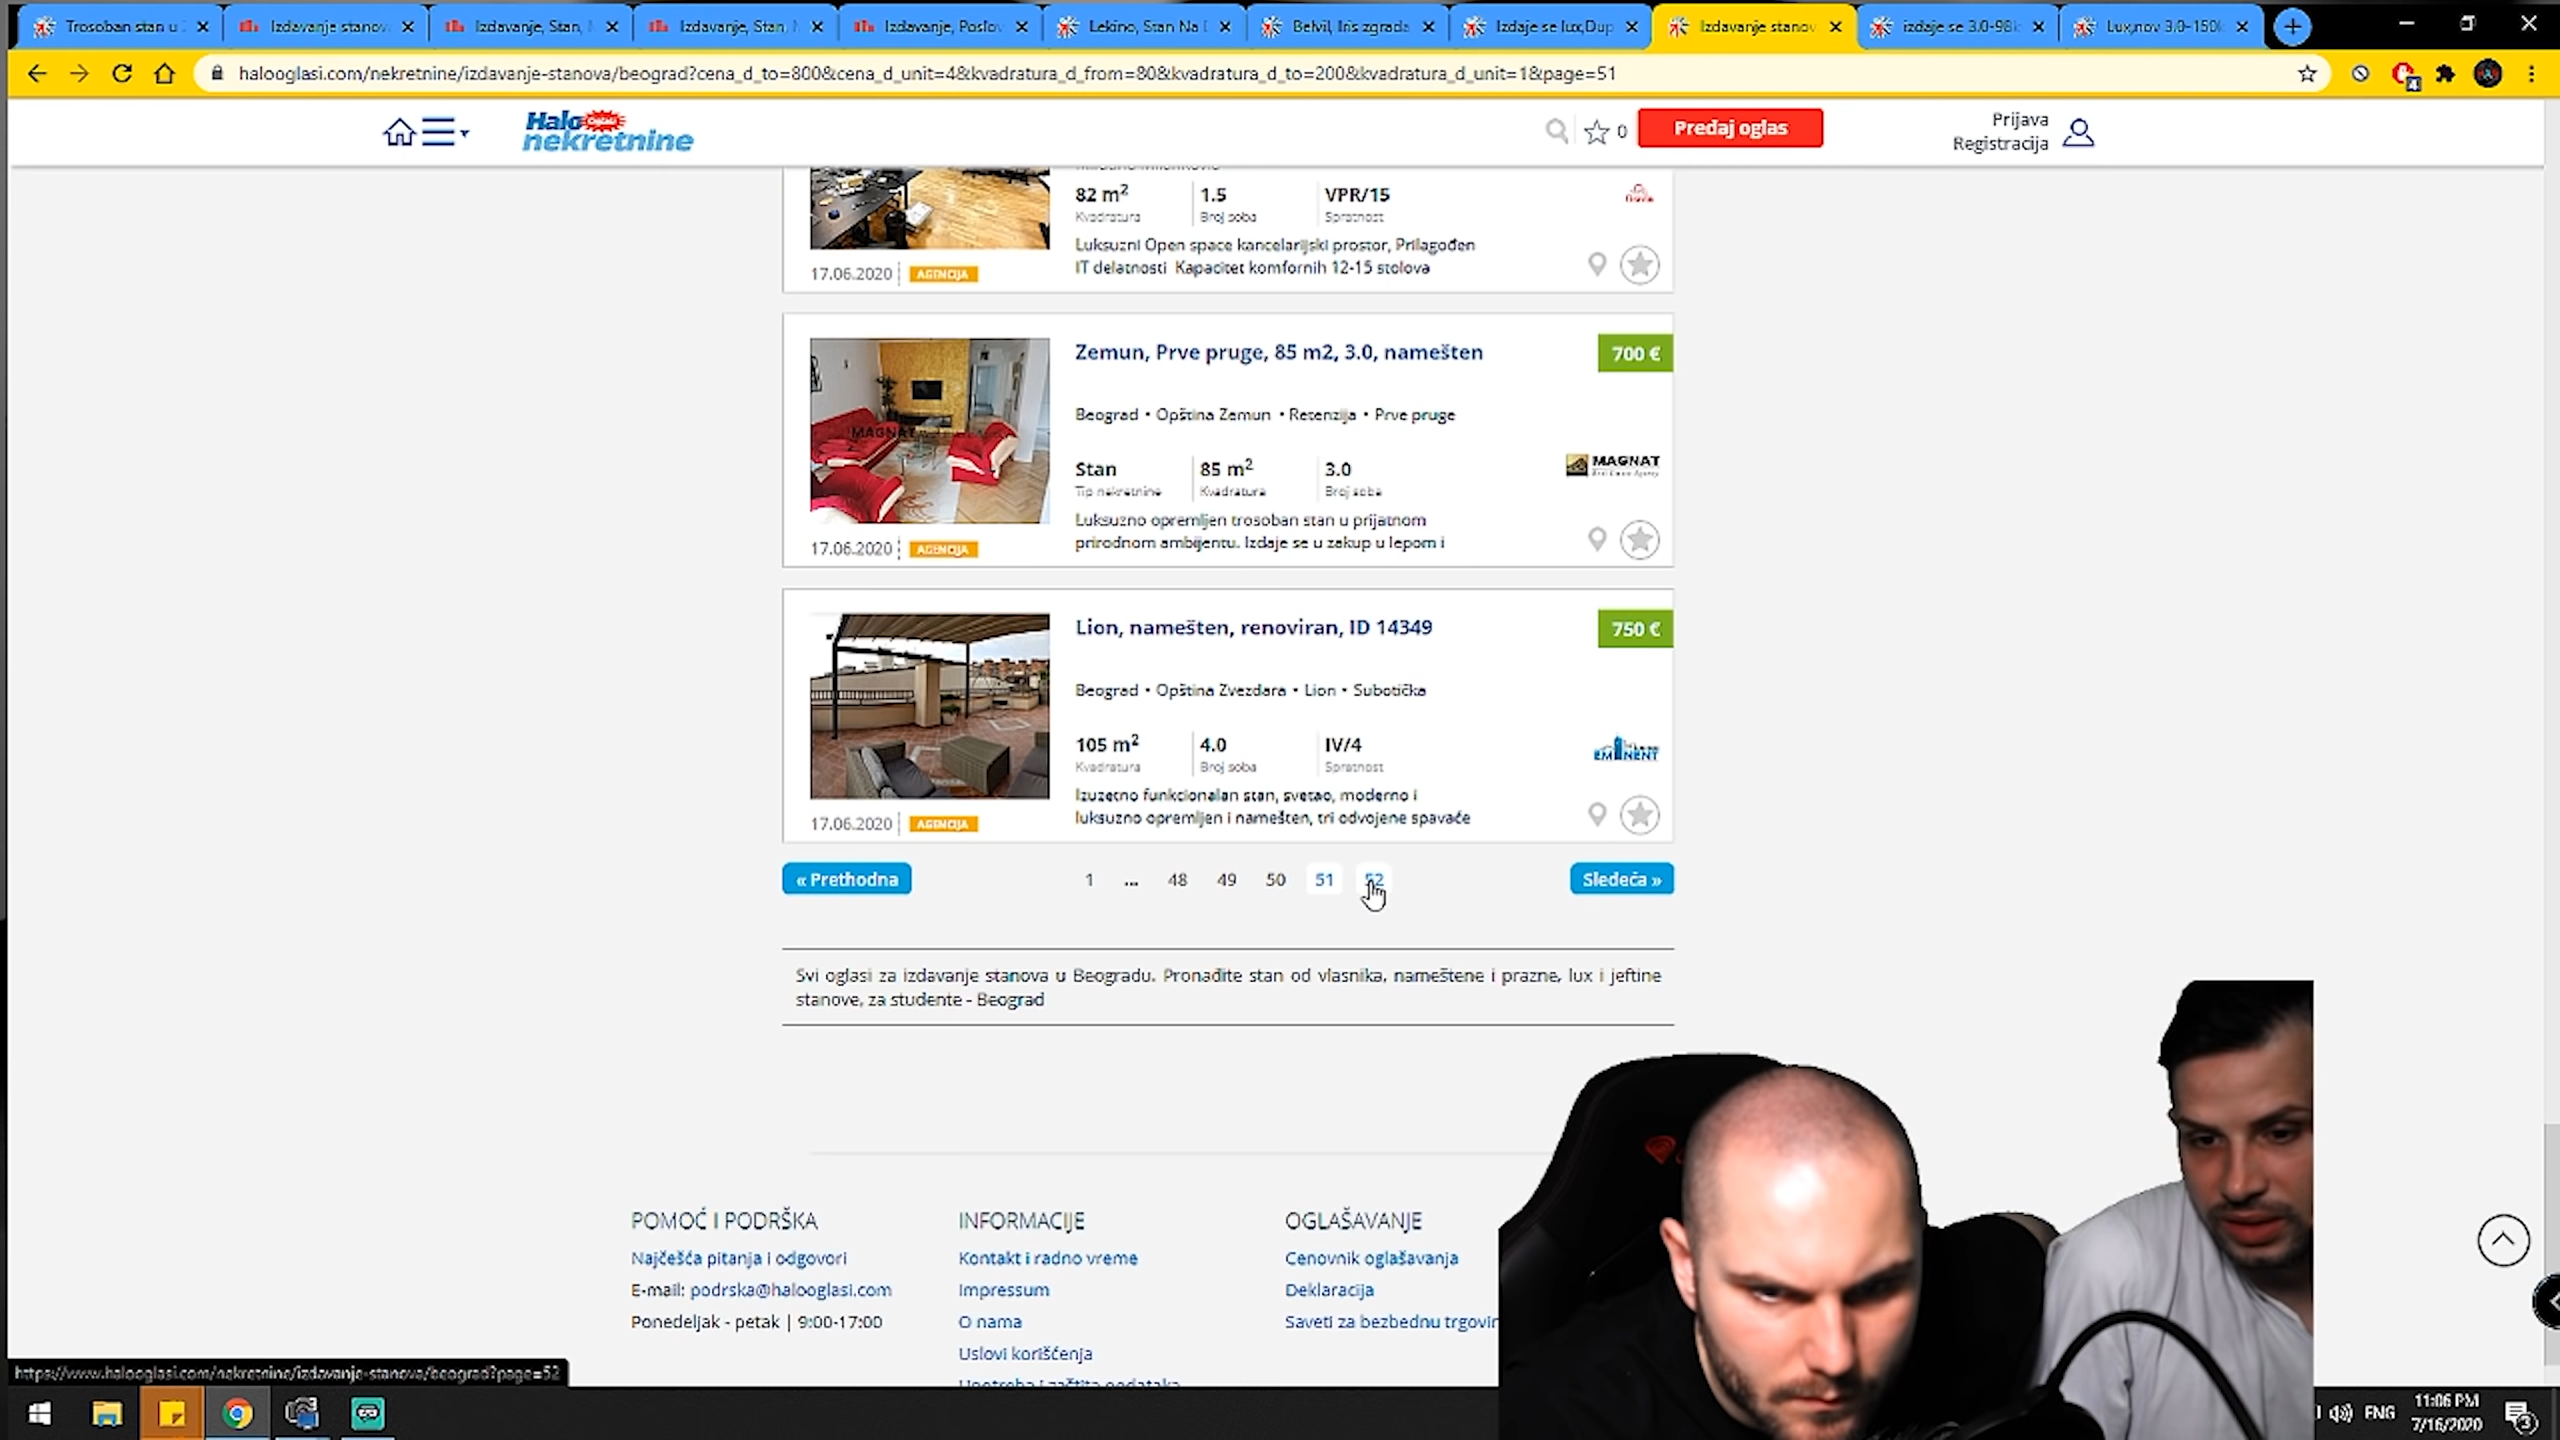 Trosoban stan u
Izdavanje stanov
Izdavanje, Stan,
Izdavanje, Stan,
Izdavanje, Poslov
Lekino, Stan Na
Belvil, Iris zgrada
Izdaje se lux,Dup
Izdavanje stanov
izdaje se 3.0-98
Lux,nov 3.0-150
halooglasi.com/nekretnine/izdavanje-stanova/beograd?cena_d_to=800&cena_d_unit=4&kvadratura_d_from=80&kvadratura_d_to=200&kvadratura_d_unit=1&page=51
4
Halo oglasi
nekretnine
0
Predaj oglas
Prijava
Registracija
82 m² 1.5 VPR/15
Kvadratura Broj soba Spratnost
Luksuzni Open space kancelarijski prostor, Prilagođen
IT delatnosti Kapacitet komfornih 12-15 stolova
17.06.2020 AGENCIJA
Zemun, Prve pruge, 85 m2, 3.0, namešten
700 €
Beograd • Opština Zemun • Retenzija • Prve pruge
Stan 85 m² 3.0
Tip nekretnine Kvadratura Broj soba
MAGNAT
Luksuzno opremljen trosoban stan u prijatnom
prirodnom ambijentu. Izdaje se u zakup u lepom i
17.06.2020 AGENCIJA
MAGNAT
Lion, namešten, renoviran, ID 14349
750 €
Beograd • Opština Zvezdara • Lion • Subotička
105 m² 4.0 IV/4
Kvadratura Broj soba Spratnost
EMINENT
Izuzetno funkcionalan stan, svetao, moderno i
luksuzno opremljen i namešten, tri odvojene spavaće
17.06.2020 AGENCIJA
« Prethodna 1 ... 48 49 50 51 52 Sledeća »
Svi oglasi za izdavanje stanova u Beogradu. Pronađite stan od vlasnika, nameštene i prazne, lux i jeftine
stanove, za studente - Beograd
POMOĆ I PODRŠKA
Najčešća pitanja i odgovori
E-mail: podrska@halooglasi.com
Ponedeljak - petak | 9:00-17:00
INFORMACIJE
Kontakt i radno vreme
Impressum
O nama
Uslovi korišćenja
Upotreba i zaštita podataka
OGLAŠAVANJE
Cenovnik oglašavanja
Deklaracija
Saveti za bezbednu trgovin
https://www.halooglasi.com/nekretnine/izdavanje-stanova/beograd?page=52
ENG
11:06 PM
7/16/2020
3